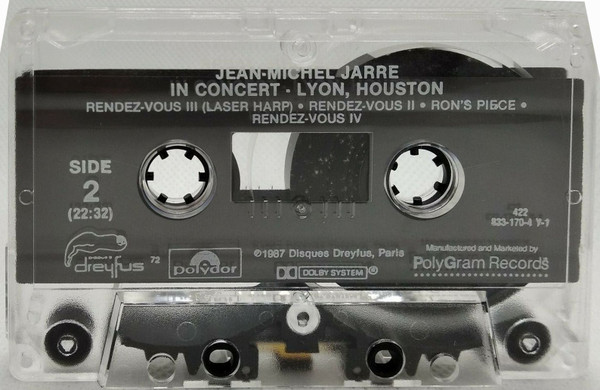 JEAN-MICHEL JARRE
IN CONCERT - LYON, HOUSTON
RENDEZ-VOUS III (LASER HARP) • RENDEZ-VOUS II • RON'S PIECE •
RENDEZ-VOUS IV
SIDE
2
(22:32)
422
833-170-4 Y-1
dreyfus
72
polydor
℗1987 Disques Dreyfus, Paris
DOLBY SYSTEM ®
Manufactured and Marketed by
PolyGram Records